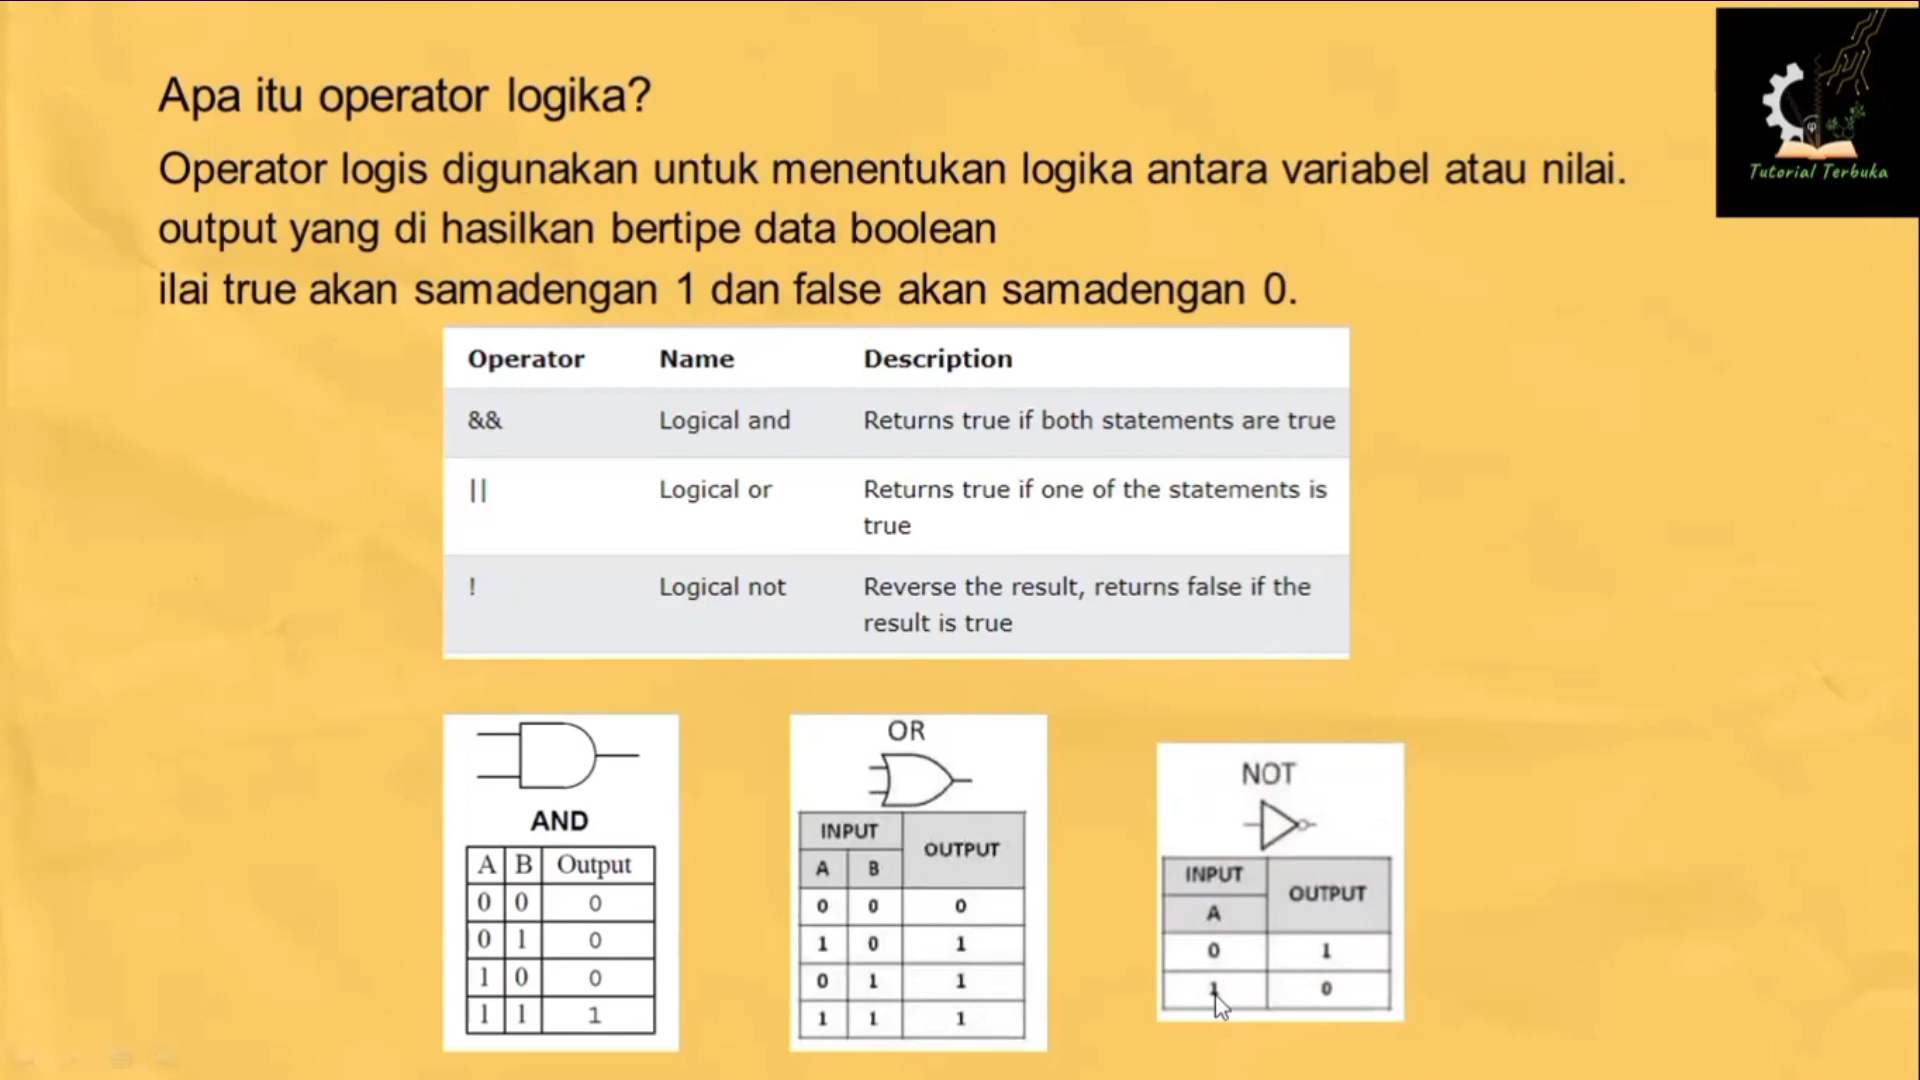 Apa itu operator logika?
Operator logis digunakan untuk menentukan logika antara variabel atau nilai.
output yang di hasilkan bertipe data boolean
ilai true akan samadengan 1 dan false akan samadengan 0.
Tutorial Terbuka
Operator Name Description
&& Logical and Returns true if both statements are true
|| Logical or Returns true if one of the statements is
true
! Logical not Reverse the result, returns false if the
result is true
AND
A B Output
0 0 0
0 1 0
1 0 0
1 1 1
OR
INPUT OUTPUT
A B
0 0 0
1 0 1
0 1 1
1 1 1
NOT
INPUT OUTPUT
A
0 1
1 0